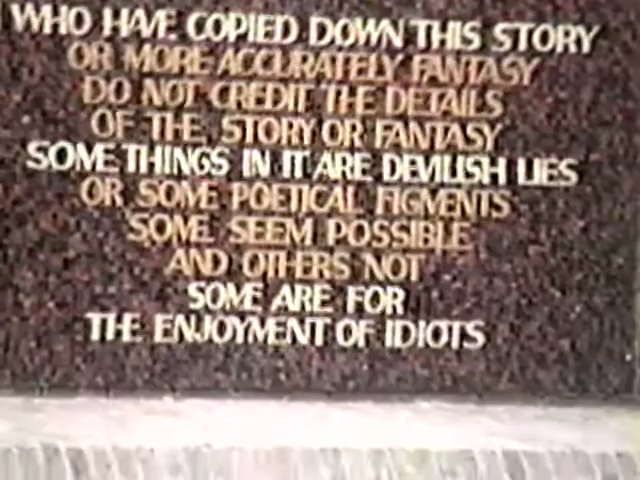 WHO HAVE COPIED DOWN THIS STORY
OR MORE ACCURATELY FANTASY
DO NOT CREDIT THE DETAILS
OF THE STORY OR FANTASY
SOME THINGS IN IT ARE DEVILISH LIES
OR SOME POETICAL FIGMENTS
SOME SEEM POSSIBLE
AND OTHERS NOT
SOME ARE FOR
THE ENJOYMENT OF IDIOTS